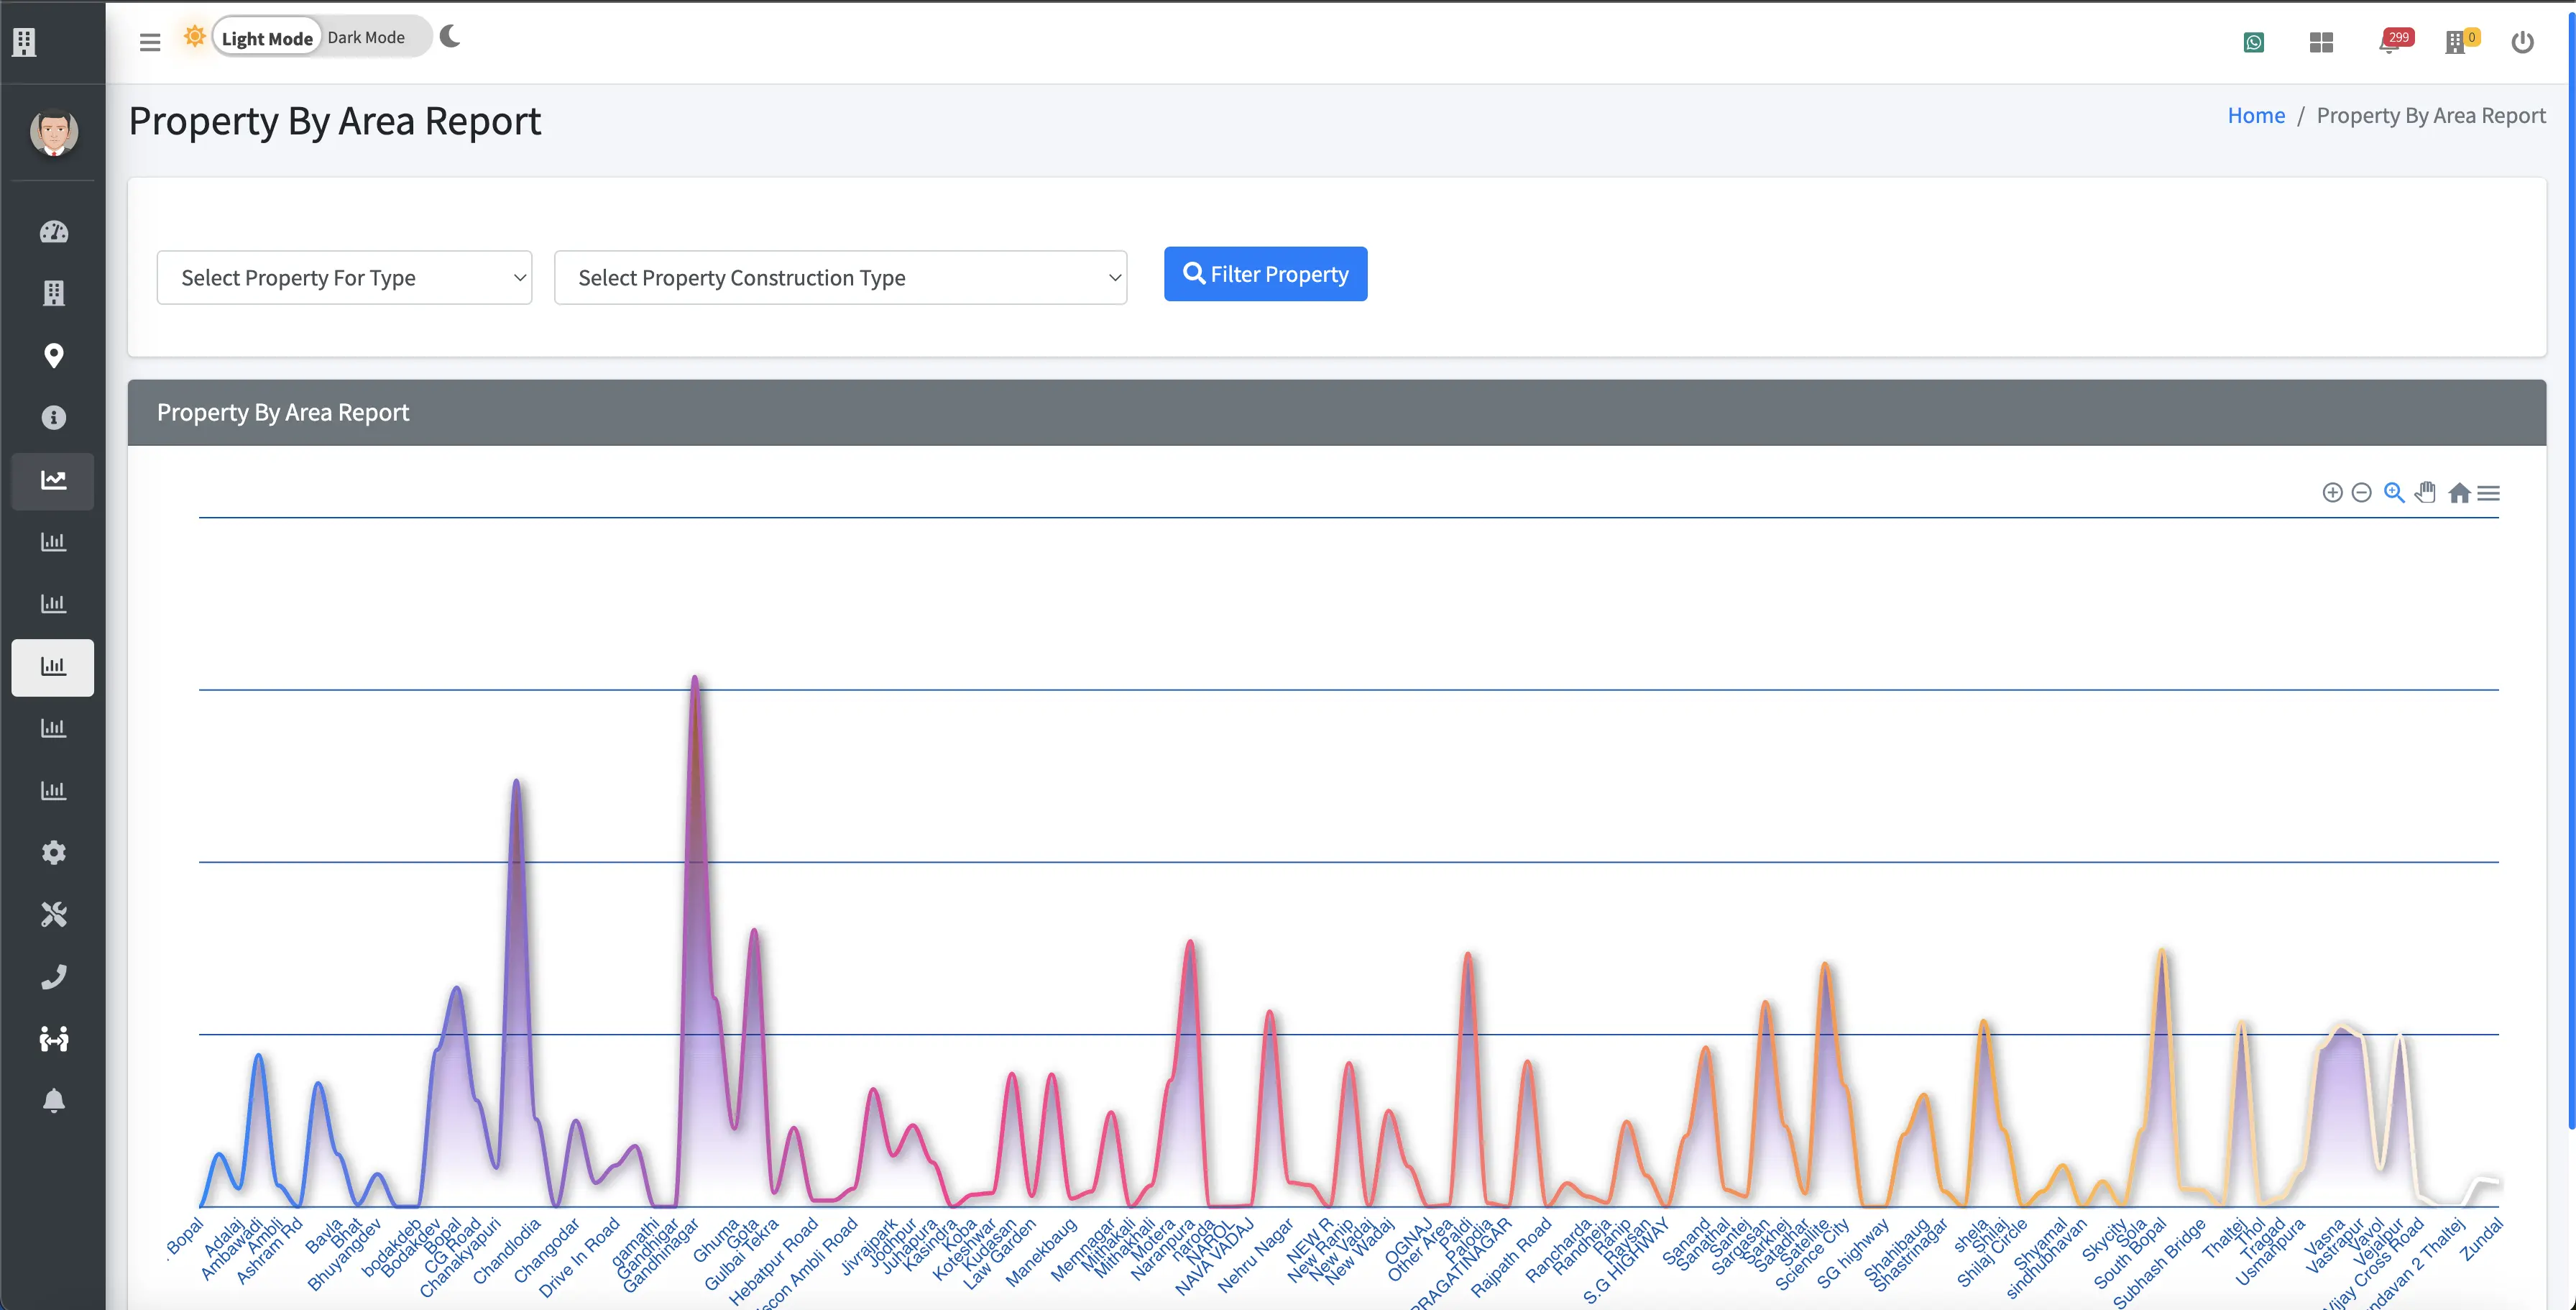 Light Mode Dark Mode
299
0
Property By Area Report
Home / Property By Area Report
Select Property For Type
Select Property Construction Type
Filter Property
Property By Area Report
. Bopal
Adalaj
Ambawadi
Ambli
Ashram Rd
Bavla
Bhat
Bhuyangdev
bodakdeb
Bodakdev
Bopal
CG Road
Chanakyapuri
Chandlodia
Changodar
Drive In Road
gamathi
Gandhigar
Gandhinagar
Ghuma
Gota
Gulbai Tekra
Hebatpur Road
Iscon Ambli Road
Jivrajpark
Jodhpur
Juhapura
Kasindra
Koba
Koteshwar
Kudasan
Law Garden
Manekbaug
Memnagar
Mithakali
Mithakhali
Motera
Naranpura
naroda
NAROL
NAVA VADAJ
Nehru Nagar
NEW R
New Ranip
New Vadaj
New Wadaj
OGNAJ
Other Area
Paldi
Palodia
PRAGATINAGAR
Rajpath Road
Rancharda
Randheja
Ranip
Raysan
S.G HIGHWAY
Sanand
Sanathal
Santej
Sargasan
Sarkhej
Satadhar
Satellite
Science City
SG highway
Shahibaug
Shastrinagar
shela
Shilaj
Shilaj Circle
Shyamal
sindhubhavan
Skycity
Sola
South Bopal
Subhash Bridge
Thaltej
Thol
Tragad
Usmanpura
Vasna
Vastrapur
Vavol
Vejalpur
Vijay Cross Road
ndavan 2 Thaltej
Zundal